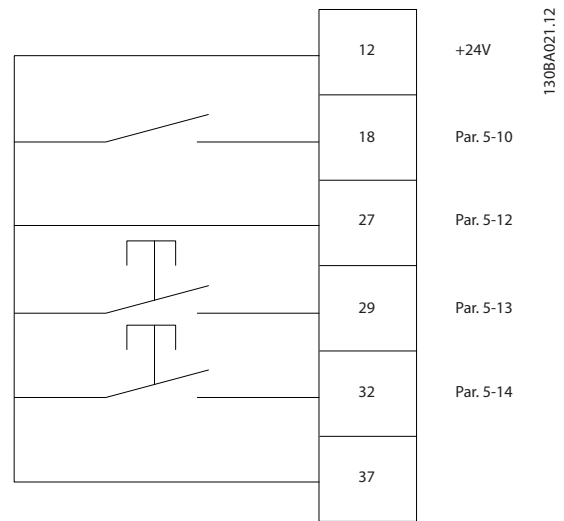 12 +24V
18 Par. 5-10
27 Par. 5-12
29 Par. 5-13
32 Par. 5-14
37
130BA021.12